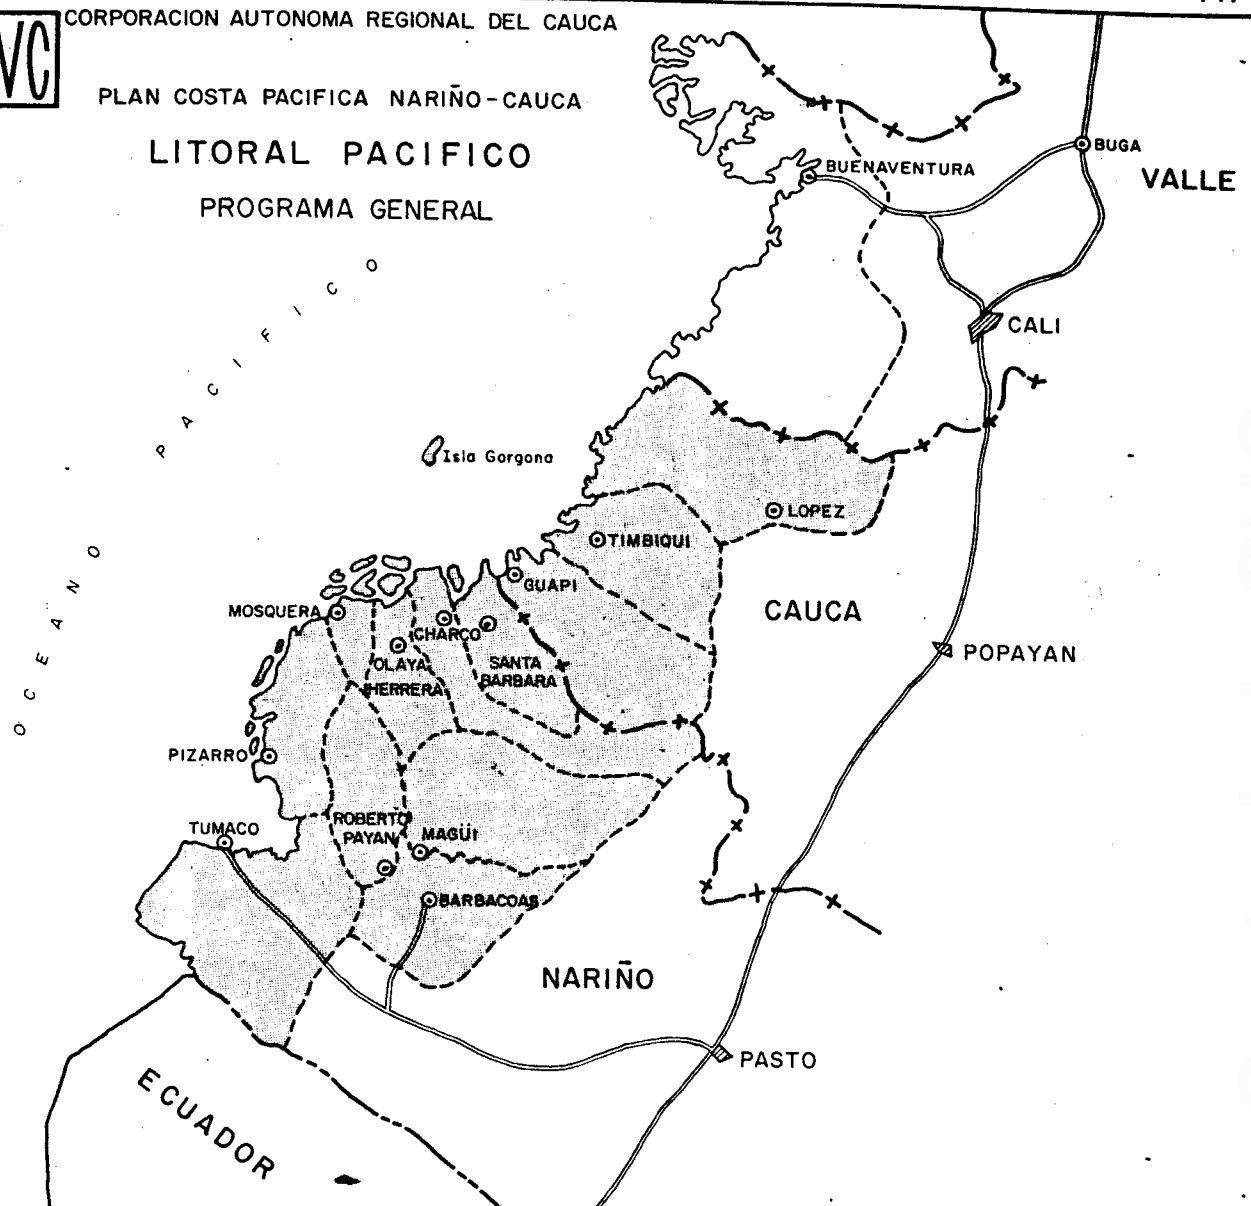 VC
CORPORACION AUTONOMA REGIONAL DEL CAUCA
PLAN COSTA PACIFICA NARIÑO-CAUCA
LITORAL PACIFICO
PROGRAMA GENERAL
OCEANO PACIFICO
BUENAVENTURA
BUGA
VALLE
CALI
Isla Gorgona
LOPEZ
TIMBIQUI
GUAPI
CAUCA
MOSQUERA
CHARCO
OLAYA
HERRERA
SANTA
BARBARA
POPAYAN
PIZARRO
TUMACO
ROBERTO
PAYAN
MAGÜI
BARBACOAS
NARIÑO
PASTO
ECUADOR